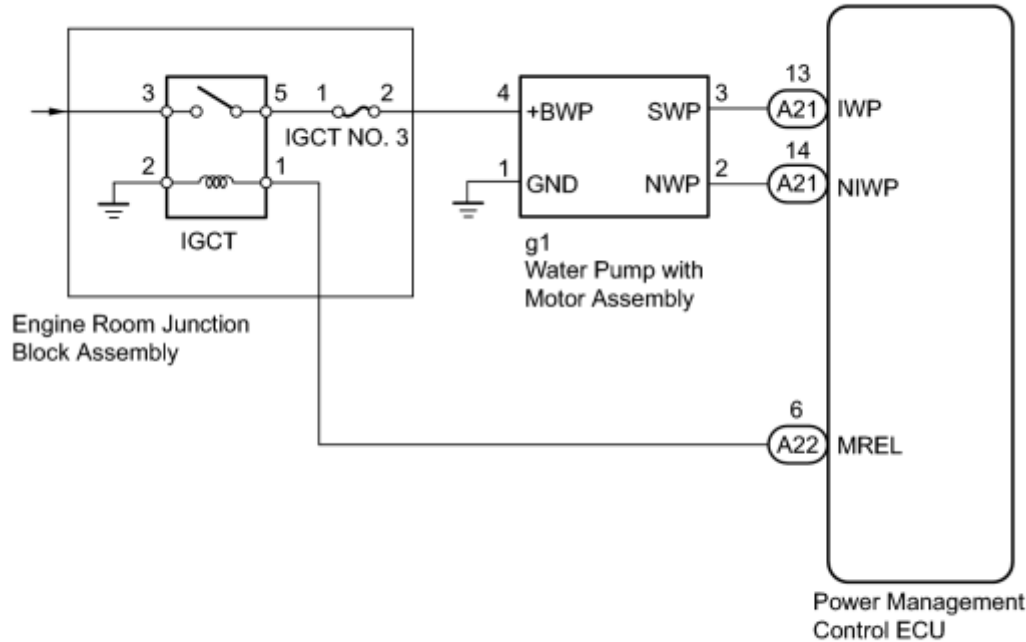 13
3
5
1
2
4
+BWP
SWP
3
A21
IWP
IGCT NO. 3
14
2
1
1
GND
NWP
2
A21
NIWP
IGCT
g1
Water Pump with
Motor Assembly
Engine Room Junction
Block Assembly
6
A22
MREL
Power Management
Control ECU